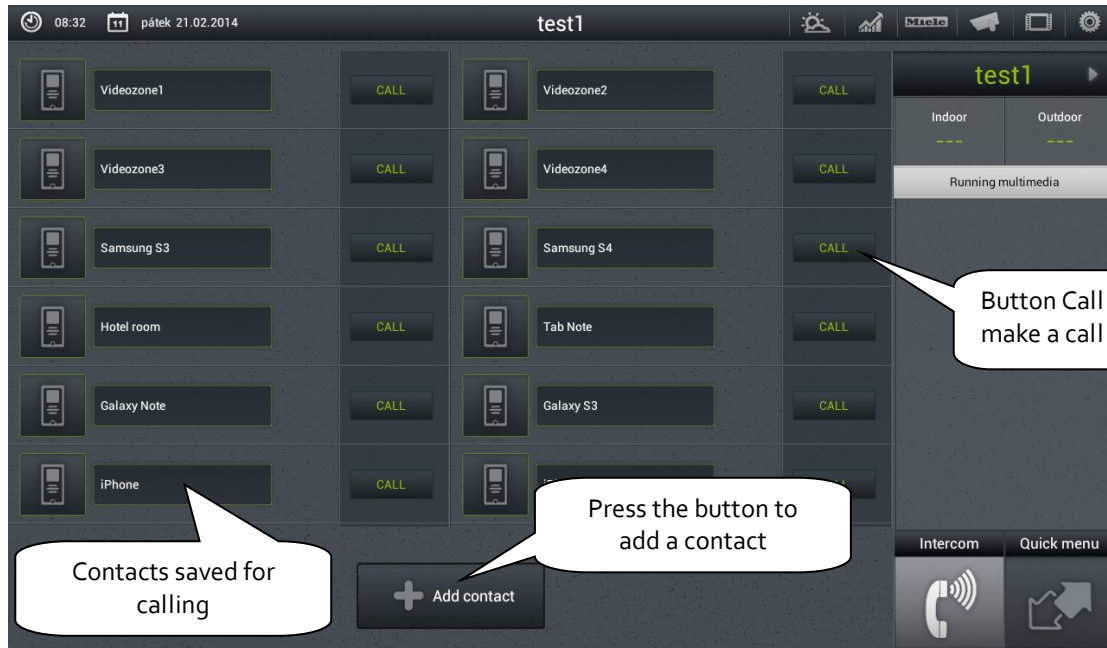 08:32
11
pátek 21.02.2014
test1
Miele
Videozone1
CALL
Videozone2
CALL
Videozone3
CALL
Videozone4
CALL
Samsung S3
CALL
Samsung S4
CALL
Hotel room
CALL
Tab Note
CALL
Galaxy Note
CALL
Galaxy S3
CALL
iPhone
CALL
test1
Indoor
Outdoor
---
---
Running multimedia
Button Call
make a call
Press the button to
add a contact
Contacts saved for
calling
Add contact
Intercom
Quick menu